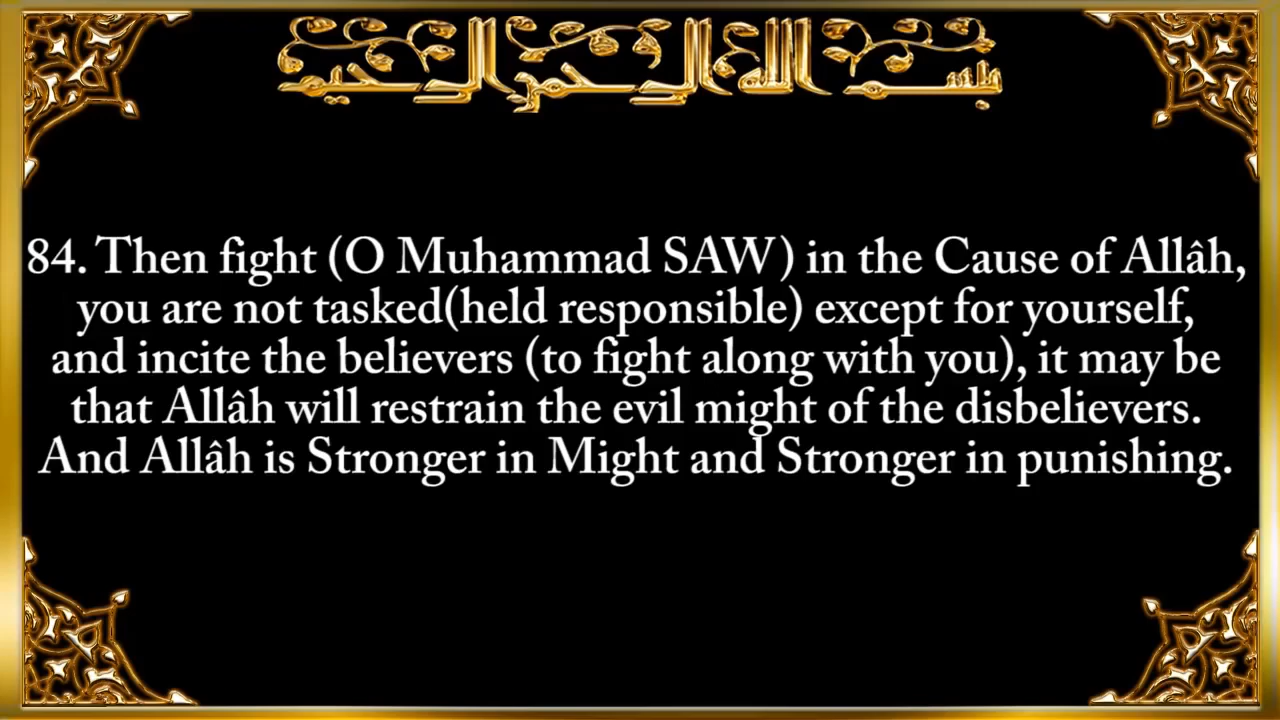 بسم الله الرحمن الرحيم
84. Then fight (O Muhammad SAW) in the Cause of Allâh,
you are not tasked(held responsible) except for yourself,
and incite the believers (to fight along with you), it may be
that Allâh will restrain the evil might of the disbelievers.
And Allâh is Stronger in Might and Stronger in punishing.